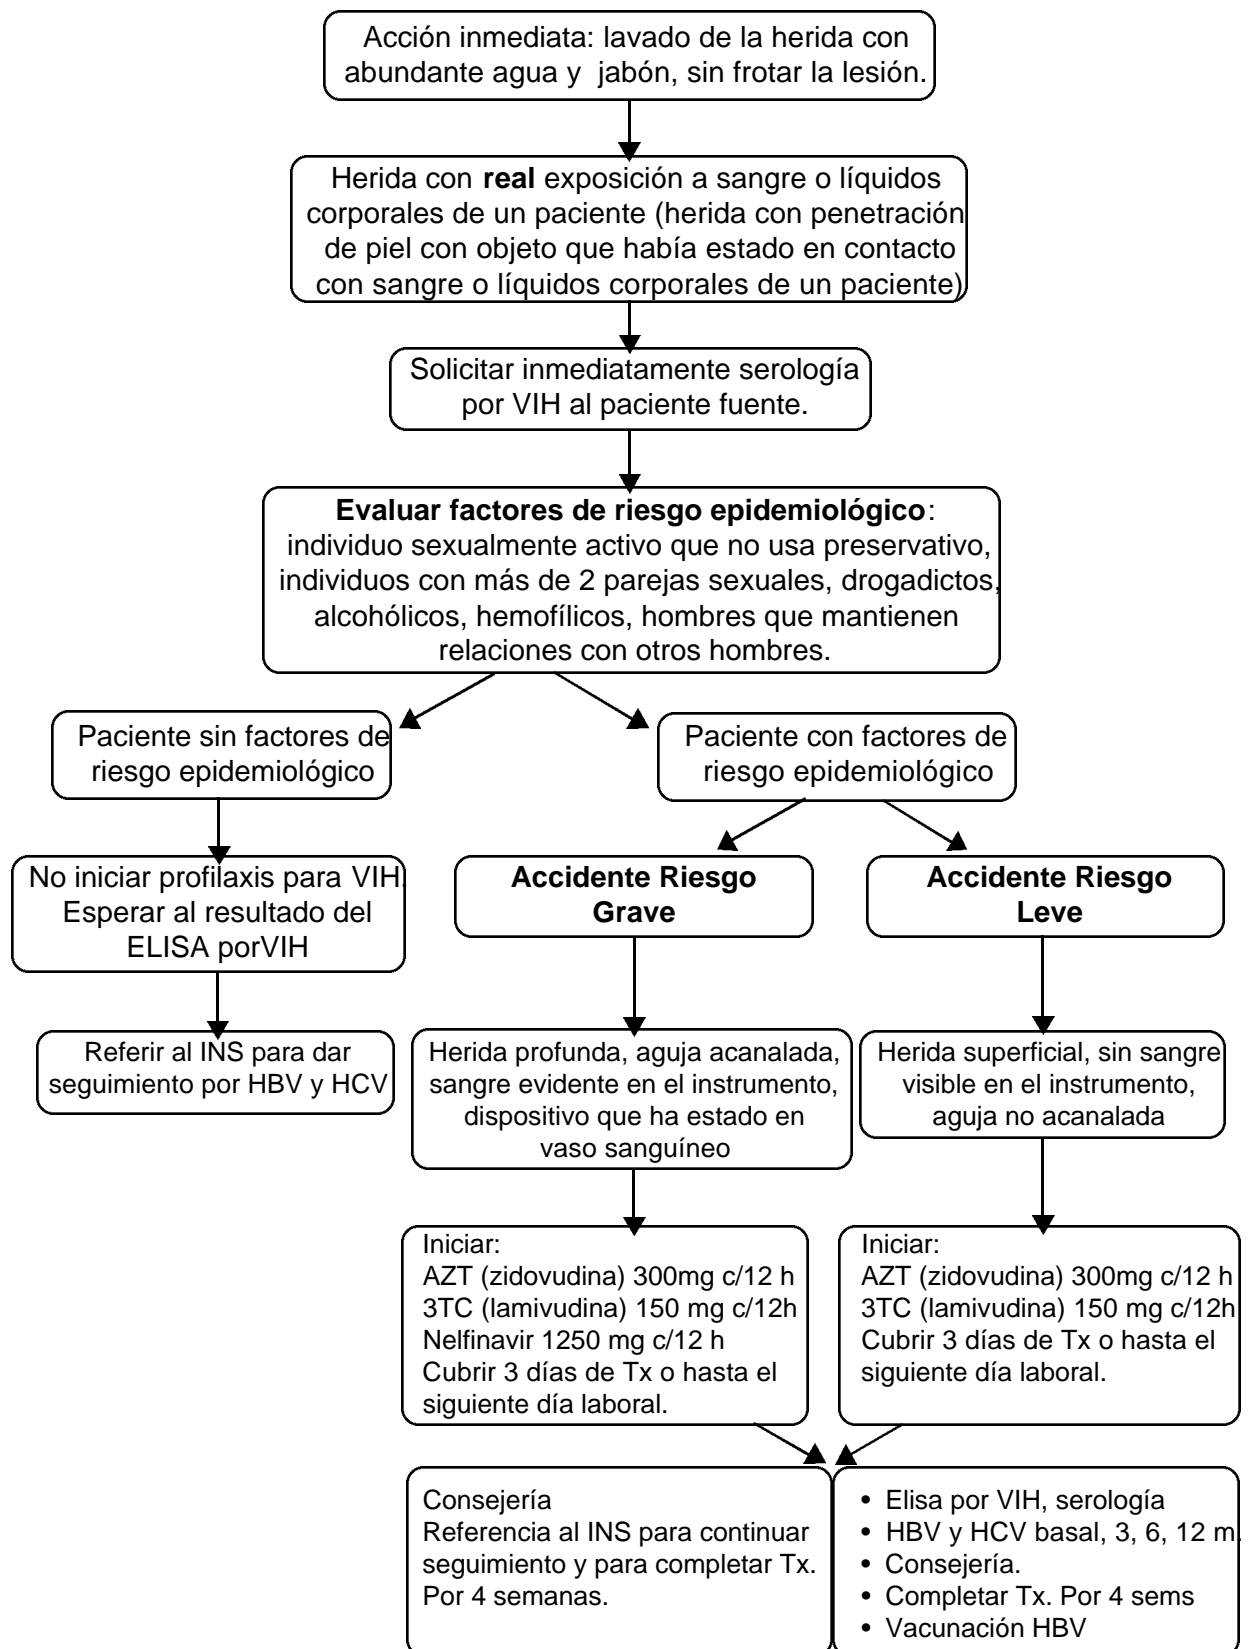 Acción inmediata: lavado de la herida con
abundante agua y jabón, sin frotar la lesión.
Herida con real exposición a sangre o líquidos
corporales de un paciente (herida con penetración
de piel con objeto que había estado en contacto
con sangre o líquidos corporales de un paciente)
Solicitar inmediatamente serología
por VIH al paciente fuente.
Evaluar factores de riesgo epidemiológico:
individuo sexualmente activo que no usa preservativo,
individuos con más de 2 parejas sexuales, drogadictos,
alcohólicos, hemofílicos, hombres que mantienen
relaciones con otros hombres.
Paciente sin factores de
riesgo epidemiológico
Paciente con factores de
riesgo epidemiológico
No iniciar profilaxis para VIH.
Esperar al resultado del
ELISA porVIH
Accidente Riesgo
Grave
Accidente Riesgo
Leve
Referir al INS para dar
seguimiento por HBV y HCV
Herida profunda, aguja acanalada,
sangre evidente en el instrumento,
dispositivo que ha estado en
vaso sanguíneo
Herida superficial, sin sangre
visible en el instrumento,
aguja no acanalada
Iniciar:
AZT (zidovudina) 300mg c/12 h
3TC (lamivudina) 150 mg c/12h
Nelfinavir 1250 mg c/12 h
Cubrir 3 días de Tx o hasta el
siguiente día laboral.
Iniciar:
AZT (zidovudina) 300mg c/12 h
3TC (lamivudina) 150 mg c/12h
Cubrir 3 días de Tx o hasta el
siguiente día laboral.
Consejería
Referencia al INS para continuar
seguimiento y para completar Tx.
Por 4 semanas.
• Elisa por VIH, serología
• HBV y HCV basal, 3, 6, 12 m.
• Consejería.
• Completar Tx. Por 4 sems
• Vacunación HBV